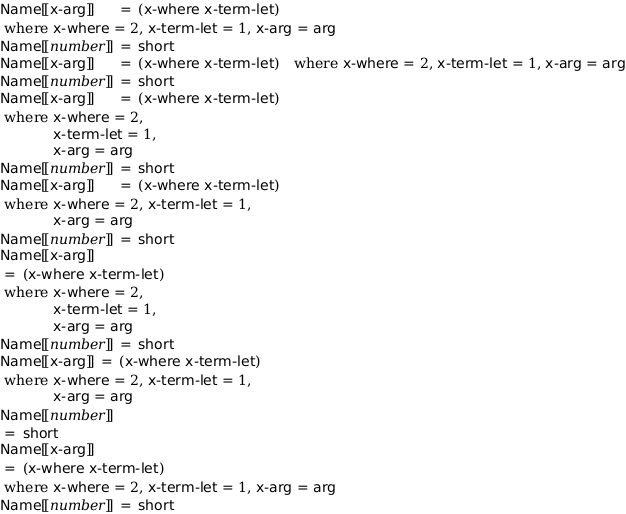 Name⟦x-arg⟧ = (x-where x-term-let)
where x-where = 2, x-term-let = 1, x-arg = arg
Name⟦number⟧ = short
Name⟦x-arg⟧ = (x-where x-term-let) where x-where = 2, x-term-let = 1, x-arg = arg
Name⟦number⟧ = short
Name⟦x-arg⟧ = (x-where x-term-let)
where x-where = 2,
x-term-let = 1,
x-arg = arg
Name⟦number⟧ = short
Name⟦x-arg⟧ = (x-where x-term-let)
where x-where = 2, x-term-let = 1,
x-arg = arg
Name⟦number⟧ = short
Name⟦x-arg⟧
= (x-where x-term-let)
where x-where = 2,
x-term-let = 1,
x-arg = arg
Name⟦number⟧ = short
Name⟦x-arg⟧ = (x-where x-term-let)
where x-where = 2, x-term-let = 1,
x-arg = arg
Name⟦number⟧
= short
Name⟦x-arg⟧
= (x-where x-term-let)
where x-where = 2, x-term-let = 1, x-arg = arg
Name⟦number⟧ = short